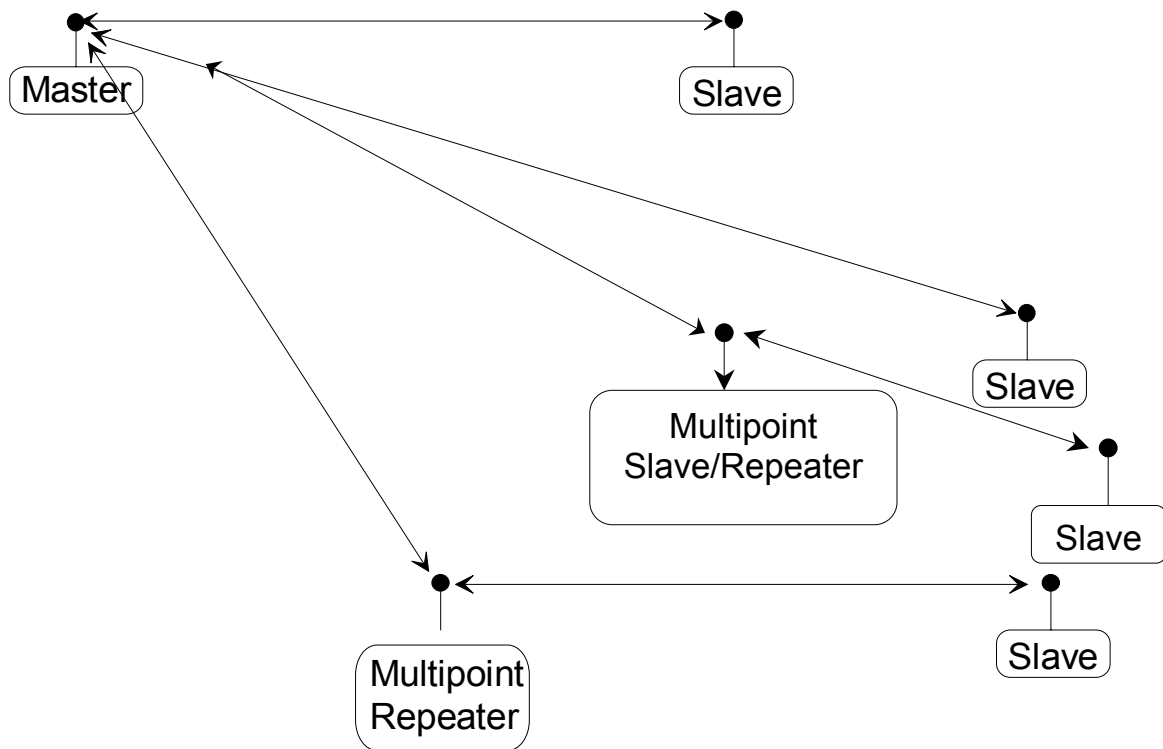 Master
Slave
Slave
Multipoint
Slave/Repeater
Slave
Slave
Multipoint
Repeater